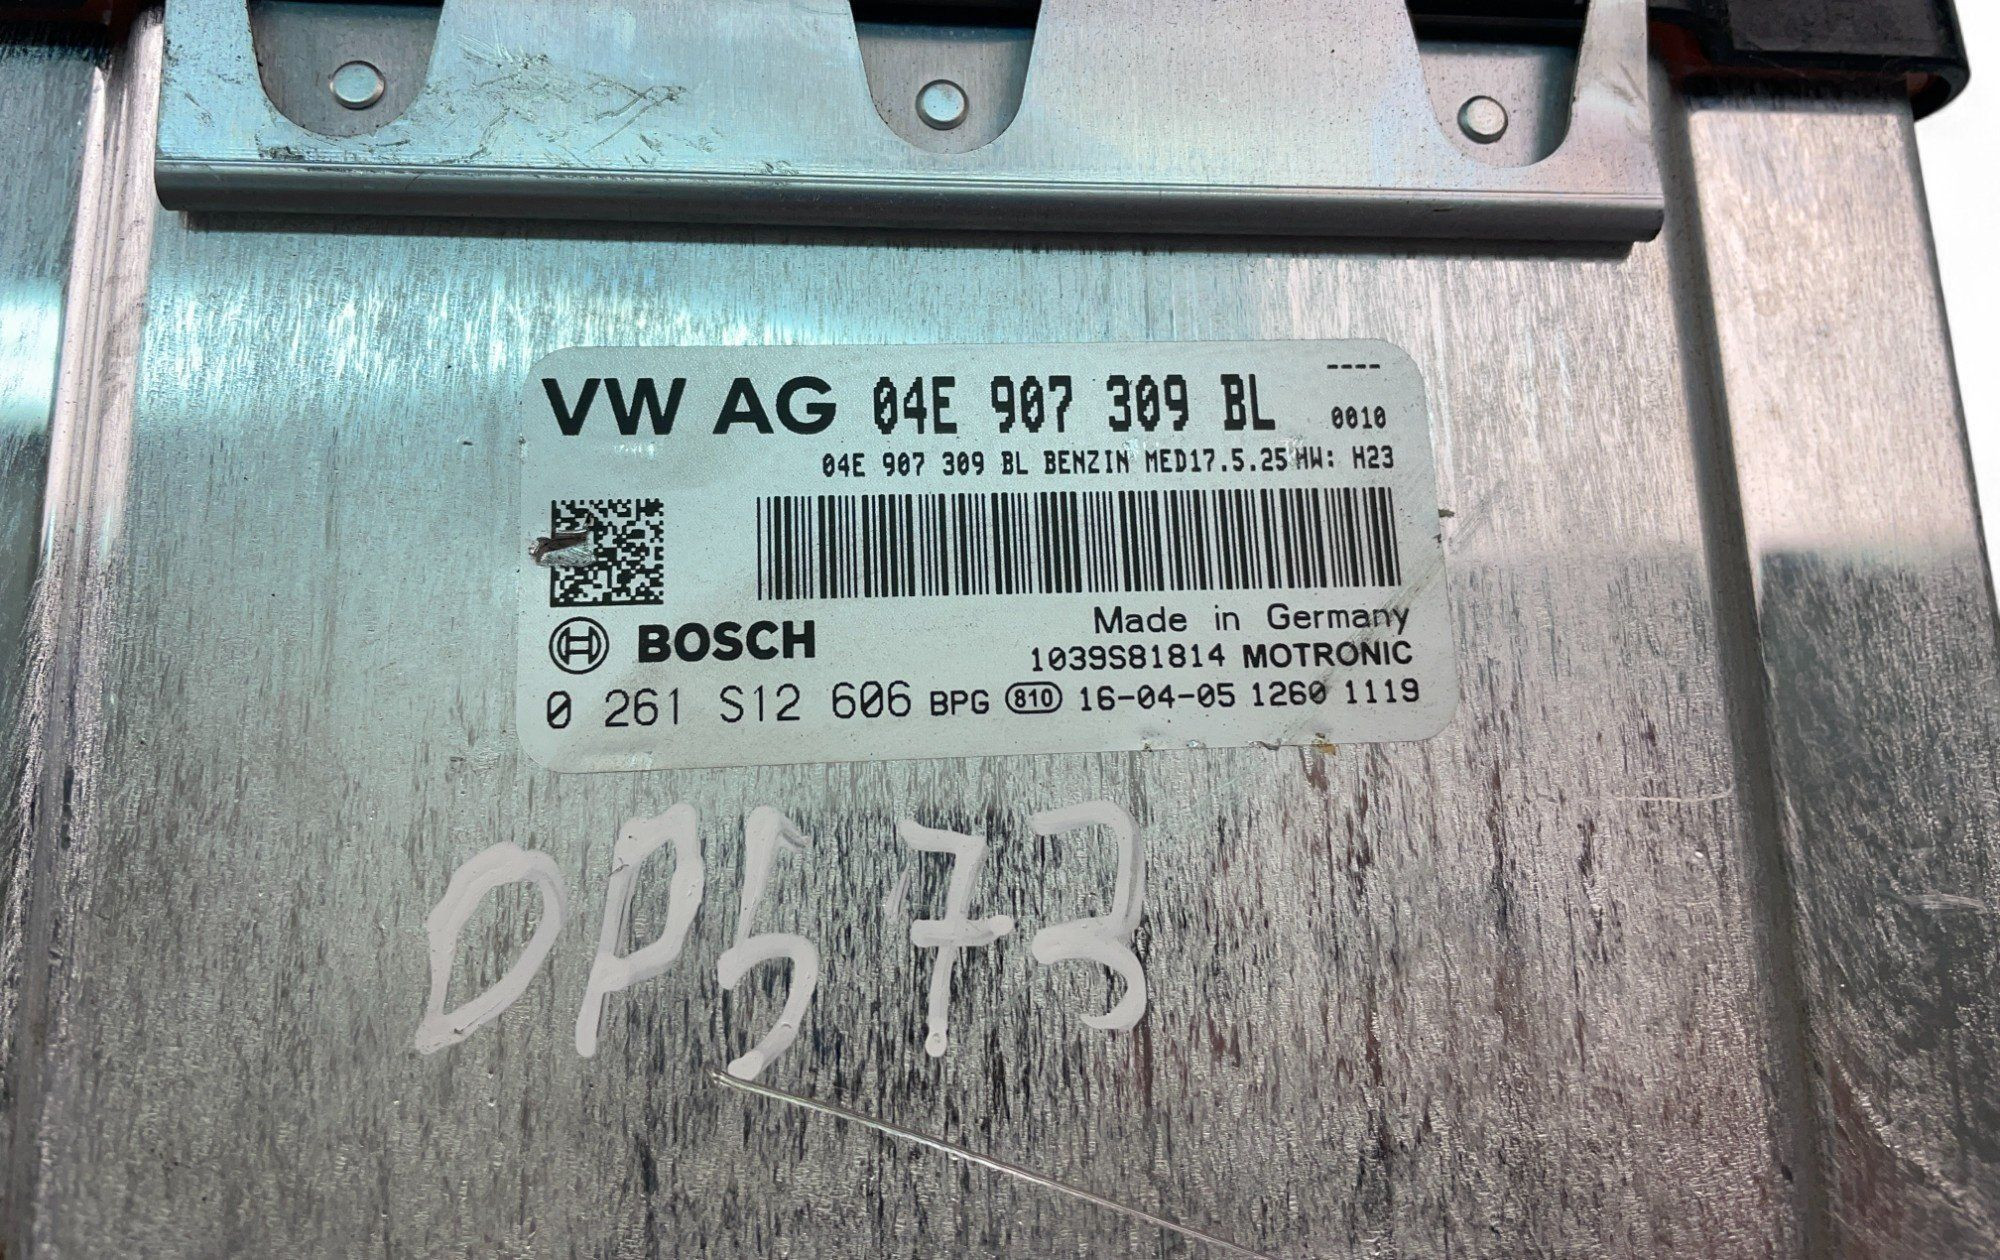 ----
VW AG 04E 907 309 BL 0010
04E 907 309 BL BENZIN MED17.5.25 HW: H23
BOSCH
Made in Germany
1039S81814 MOTRONIC
0 261 S12 606 BPG 810 16-04-05 1260 1119
DP573